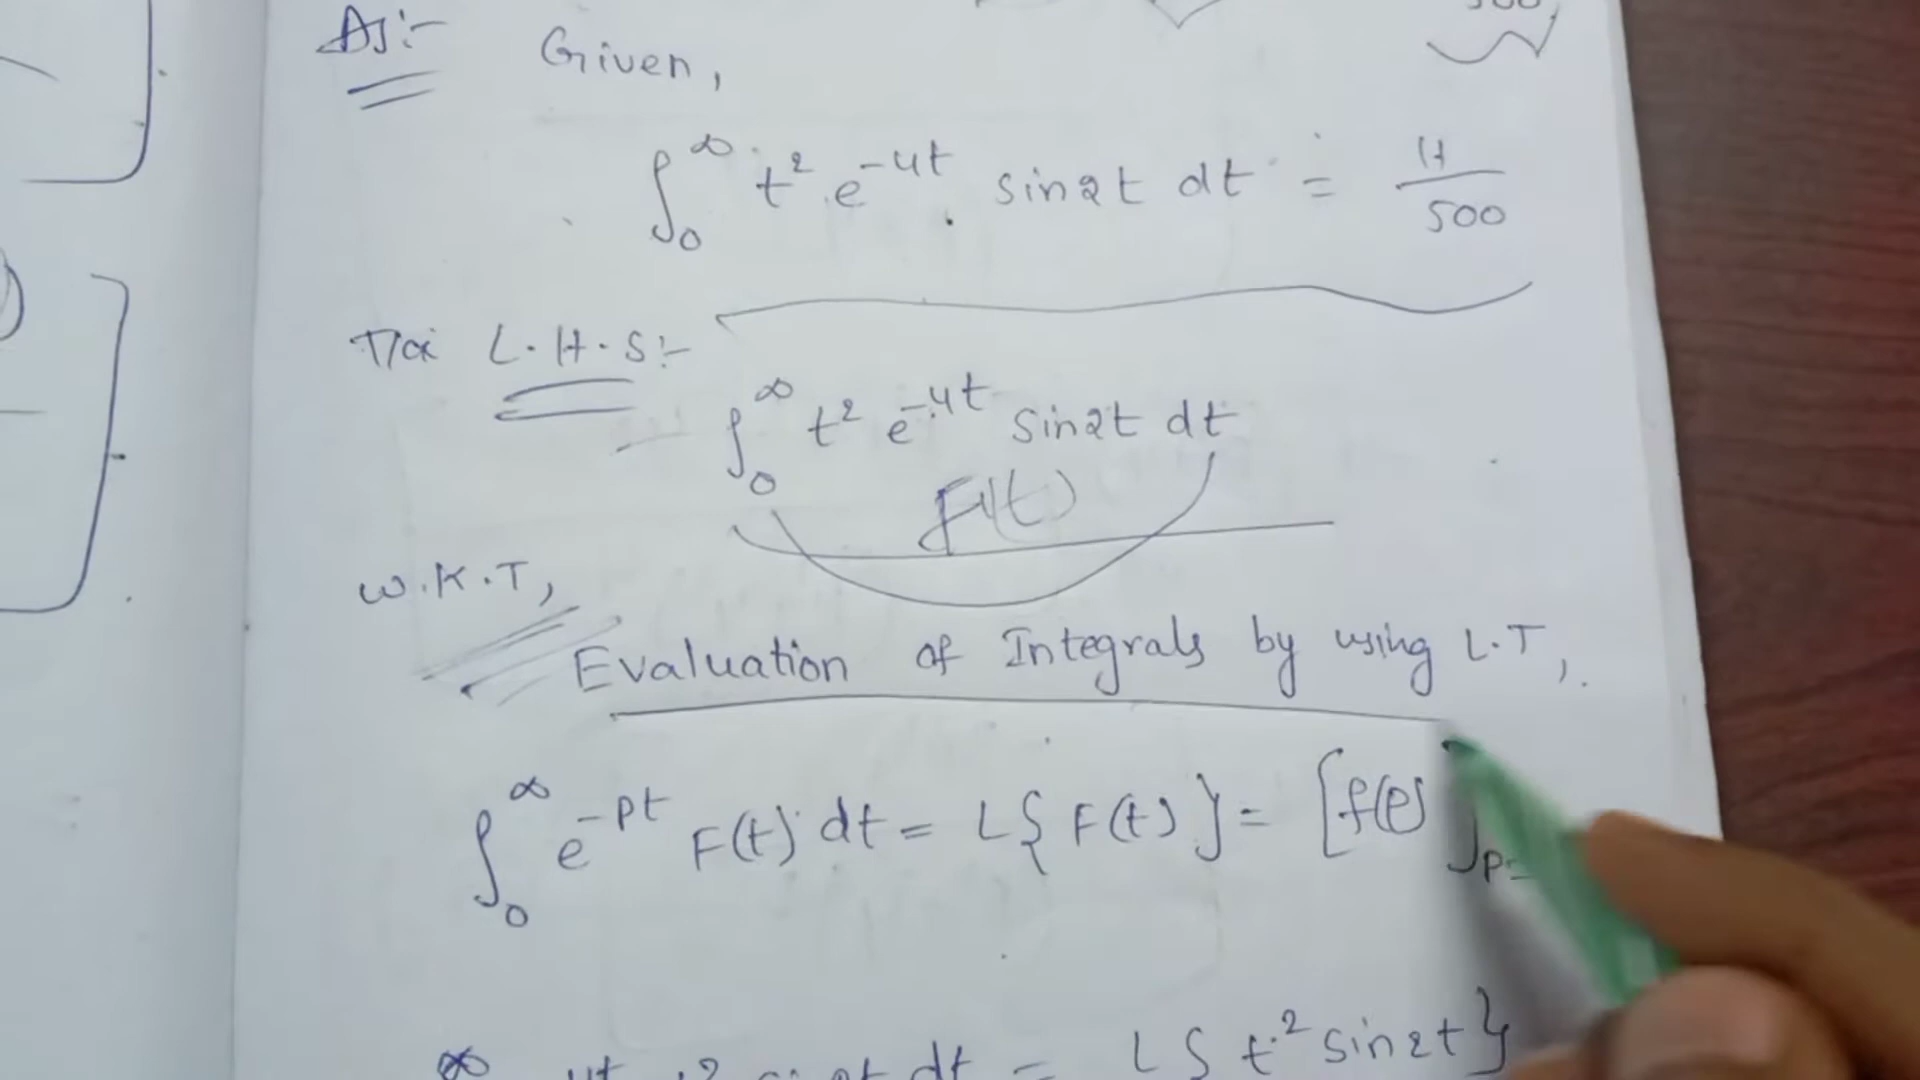 Given,
∫₀^∞ t² e^-4t sin2t dt = 11/500
L.H.S:-
∫₀^∞ t² e^-4t sin2t dt
F(t)
W.K.T,
Evaluation of Integrals by using L.T,
∫₀^∞ e^-pt F(t) dt = L{F(t)} = [f(p)]p=
L{t² sin2t}